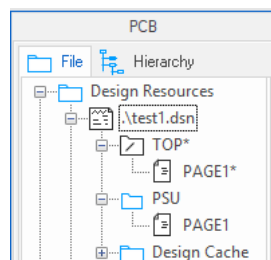 PCB
File Hierarchy
Design Resources
.\test1.dsn
TOP*
PAGE1*
PSU
PAGE1
Design Cache